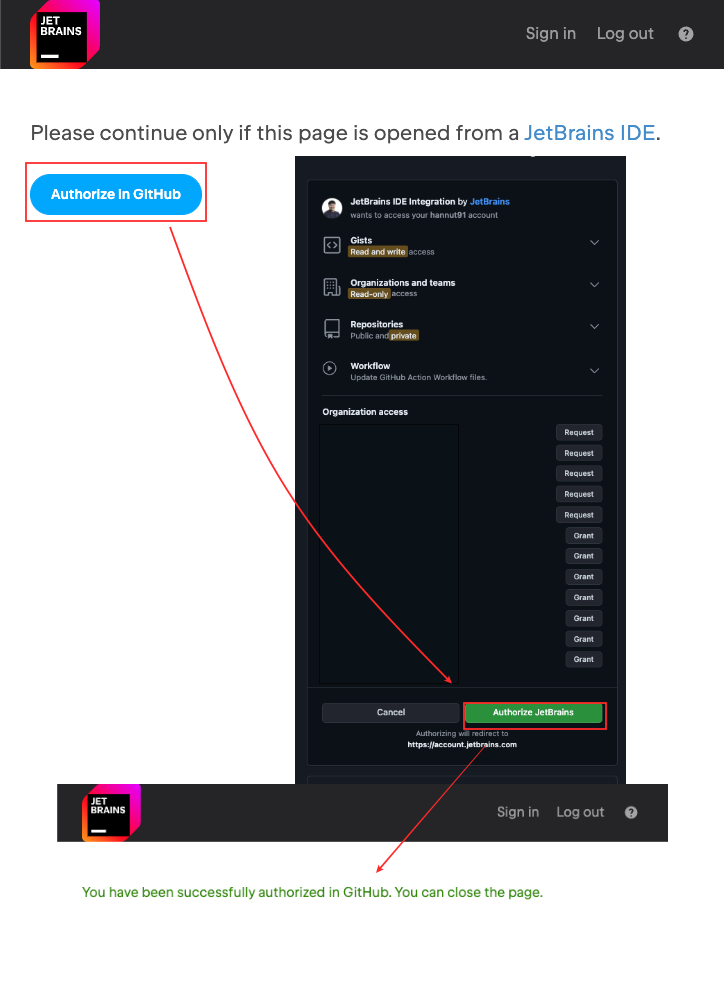 JET
BRAINS
Sign in Log out ?
Please continue only if this page is opened from a JetBrains IDE.
Authorize in GitHub
JetBrains IDE Integration by JetBrains
wants to access your hannut91 account
Gists
Read and write access
Organizations and teams
Read-only access
Repositories
Public and private
Workflow
Update GitHub Action Workflow files.
Organization access
Request
Request
Request
Request
Request
Grant
Grant
Grant
Grant
Grant
Grant
Grant
Cancel Authorize JetBrains
Authorizing will redirect to
https://account.jetbrains.com
JET
BRAINS
Sign in Log out ?
You have been successfully authorized in GitHub. You can close the page.